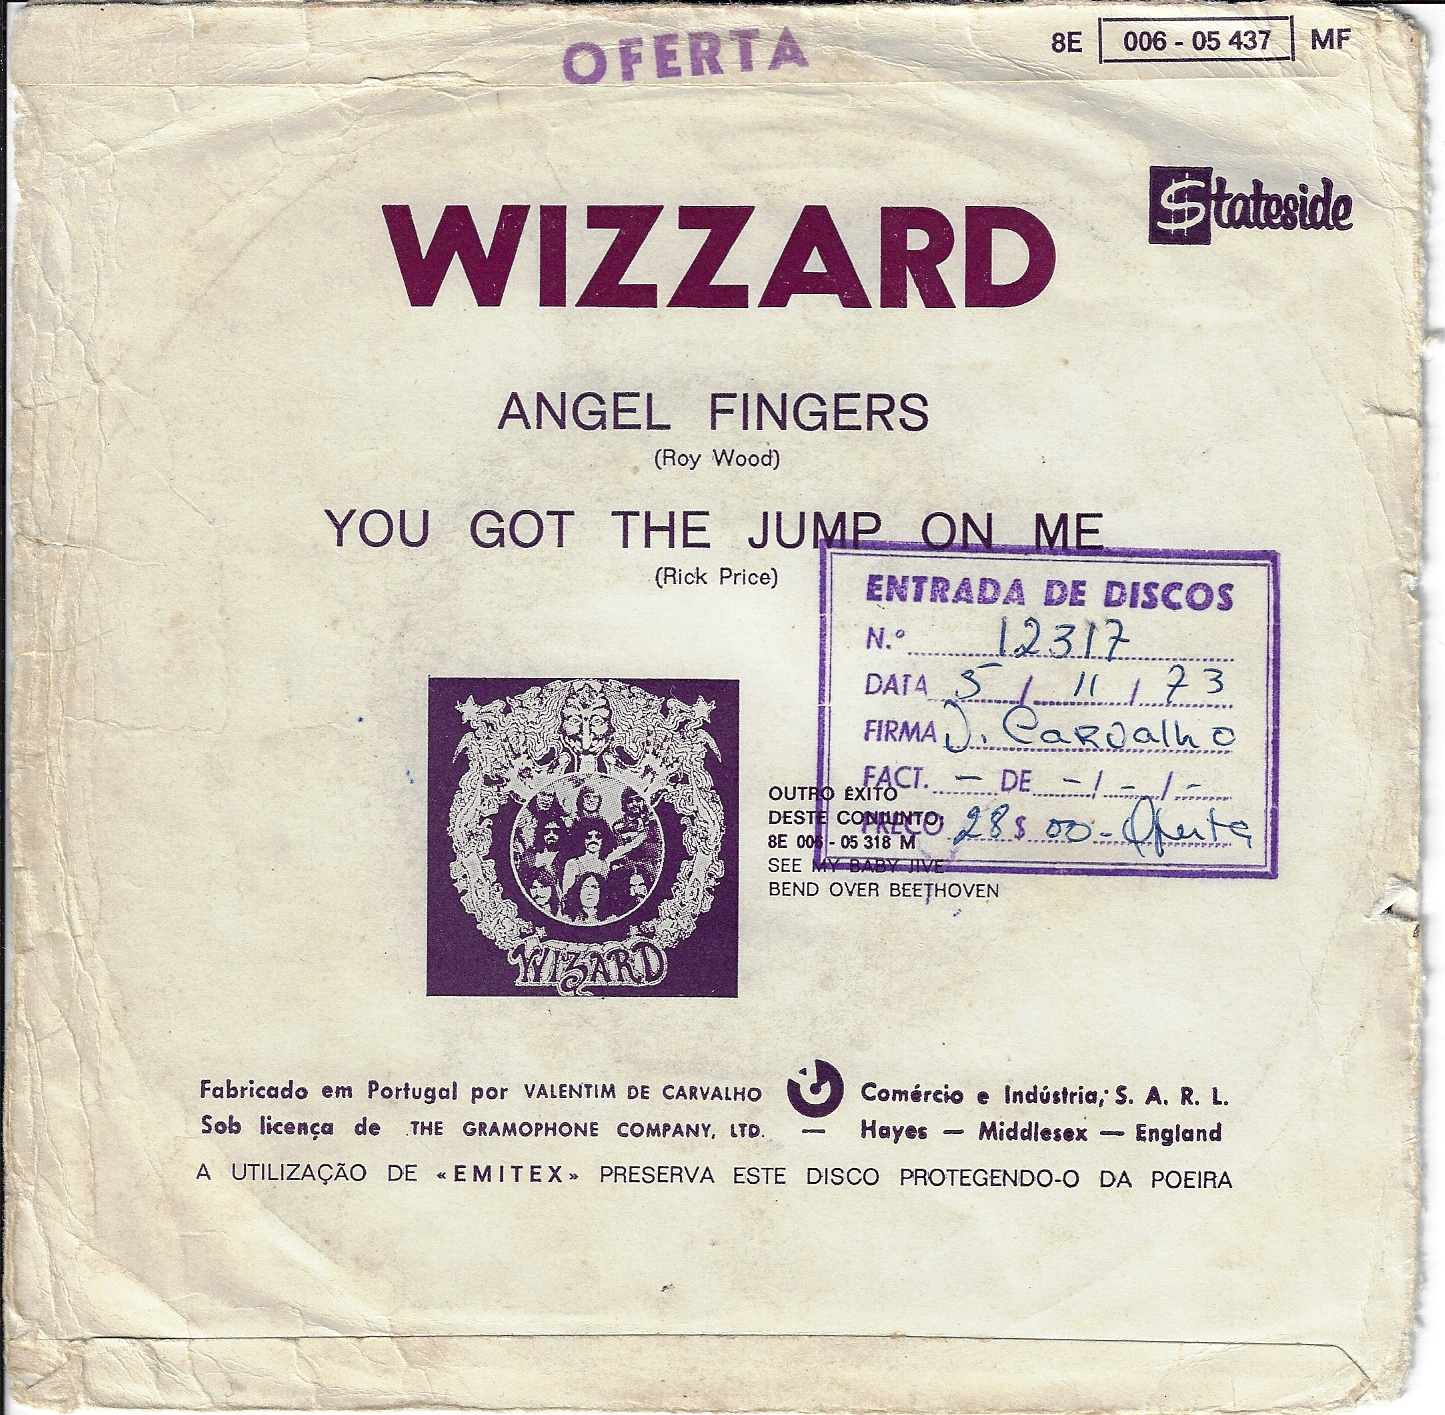 OFERTA
8E 006 - 05 437 MF
Stateside
WIZZARD
ANGEL FINGERS
(Roy Wood)
YOU GOT THE JUMP ON ME
(Rick Price)
ENTRADA DE DISCOS
N.º 12317
DATA 5 / 11 / 73
FIRMA V. Carvalho
FACT. - DE - / - / -
PREÇO 28 $ 00 - Oferta
OUTRO ÊXITO
DESTE CONJUNTO:
8E 006 - 05 318 M
SEE MY BABY JIVE
BEND OVER BEETHOVEN
WIZARD
Fabricado em Portugal por VALENTIM DE CARVALHO Comércio e Indústria, S. A. R. L.
Sob licença de THE GRAMOPHONE COMPANY, LTD. — Hayes — Middlesex — England
A UTILIZAÇÃO DE «EMITEX» PRESERVA ESTE DISCO PROTEGENDO-O DA POEIRA